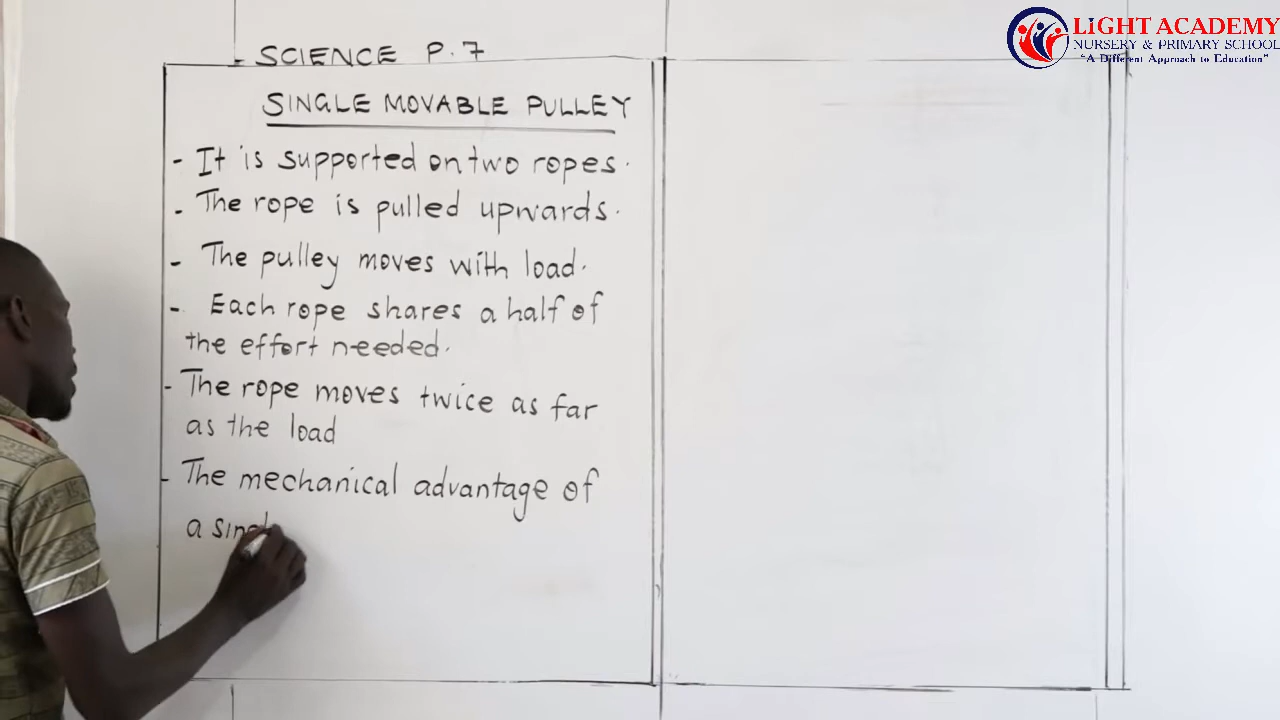 LIGHT ACADEMY
NURSERY & PRIMARY SCHOOL
"A Different Approach to Education"
- SCIENCE P.7
SINGLE MOVABLE PULLEY
- It is supported on two ropes.
- The rope is pulled upwards.
- The pulley moves with load.
- Each rope shares a half of
the effort needed.
- The rope moves twice as far
as the load
- The mechanical advantage of
a